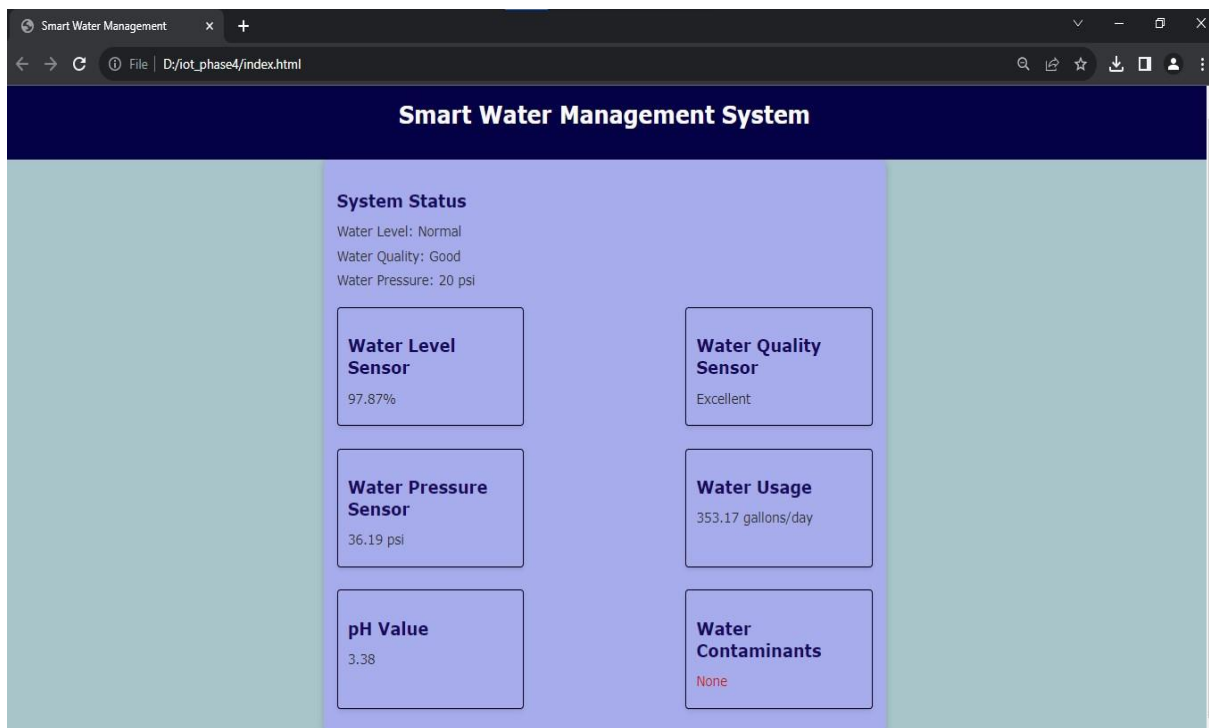 Smart Water Management
File
D:/iot_phase4/index.html
Smart Water Management System
System Status
Water Level: Normal
Water Quality: Good
Water Pressure: 20 psi
Water Level
Sensor
97.87%
Water Quality
Sensor
Excellent
Water Pressure
Sensor
36.19 psi
Water Usage
353.17 gallons/day
pH Value
3.38
Water
Contaminants
None